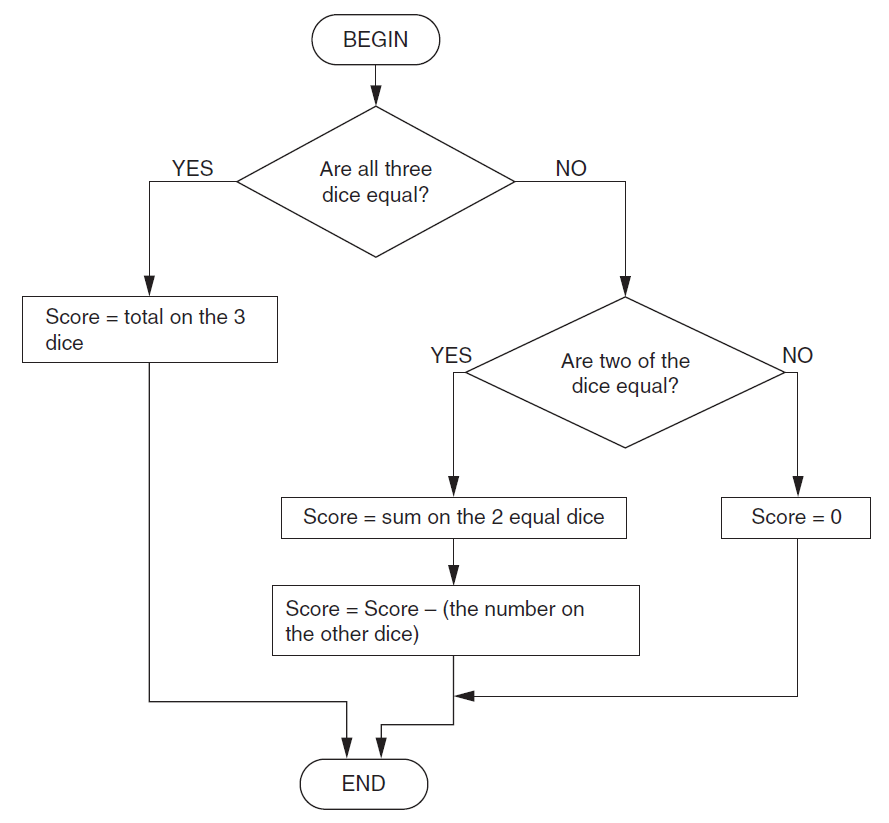 BEGIN
Are all three
dice equal?
YES
NO
Score = total on the 3
dice
Are two of the
dice equal?
YES
NO
Score = sum on the 2 equal dice
Score = 0
Score = Score – (the number on
the other dice)
END